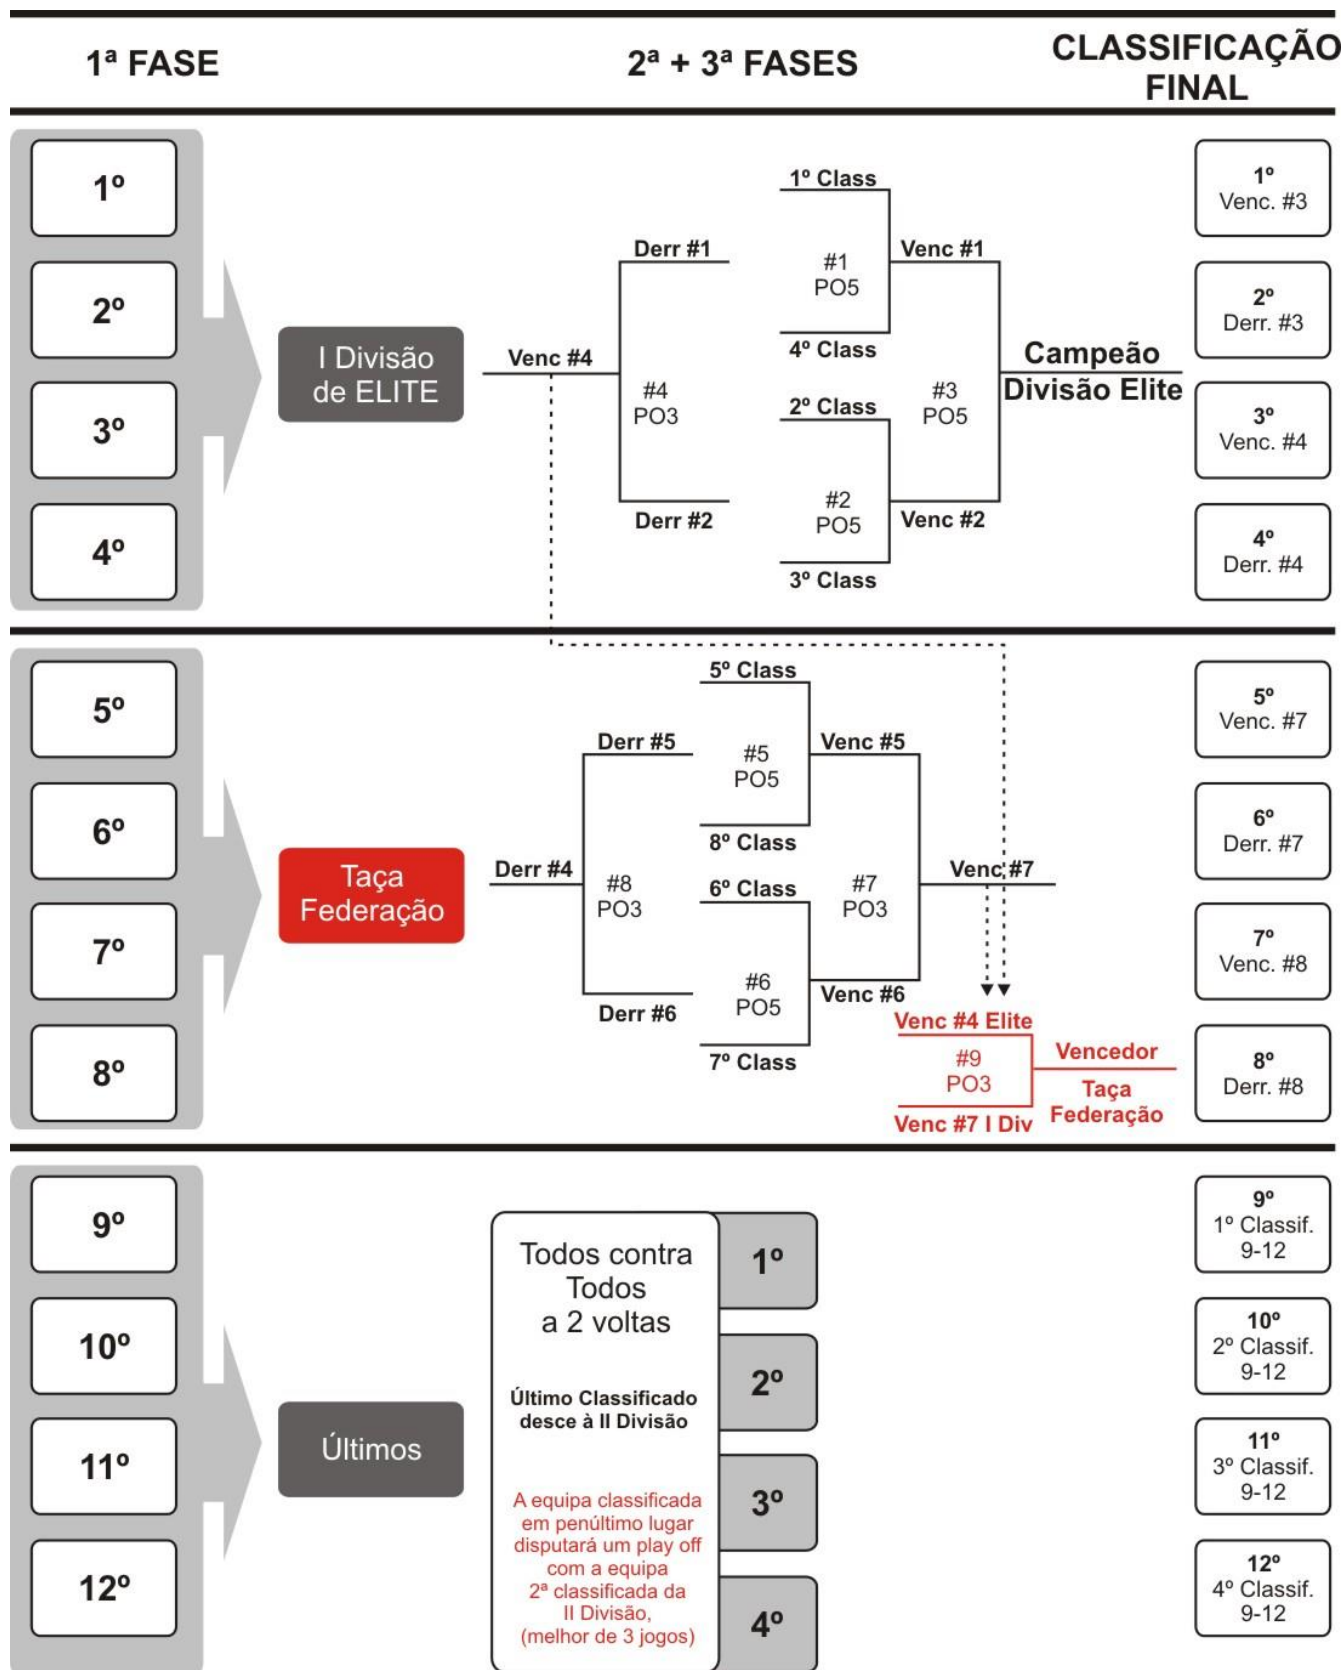 1ª FASE
2ª + 3ª FASES
CLASSIFICAÇÃO
FINAL
1º
2º
3º
4º
I Divisão
de ELITE
Venc #4
Derr #1
#4
PO3
Derr #2
1º Class
#1
PO5
4º Class
2º Class
#2
PO5
3º Class
Venc #1
#3
PO5
Venc #2
Campeão
Divisão Elite
1º
Venc. #3
2º
Derr. #3
3º
Venc. #4
4º
Derr. #4
5º
6º
7º
8º
Taça
Federação
Derr #4
Derr #5
#8
PO3
Derr #6
5º Class
#5
PO5
8º Class
6º Class
#6
PO5
7º Class
Venc #5
#7
PO3
Venc #6
Venc #7
Venc #4 Elite
#9
PO3
Venc #7 I Div
Vencedor
Taça
Federação
5º
Venc. #7
6º
Derr. #7
7º
Venc. #8
8º
Derr. #8
9º
10º
11º
12º
Últimos
Todos contra
Todos
a 2 voltas
Último Classificado
desce à II Divisão
A equipa classificada
em penúltimo lugar
disputará um play off
com a equipa
2ª classificada da
II Divisão,
(melhor de 3 jogos)
1º
2º
3º
4º
9º
1º Classif.
9-12
10º
2º Classif.
9-12
11º
3º Classif.
9-12
12º
4º Classif.
9-12